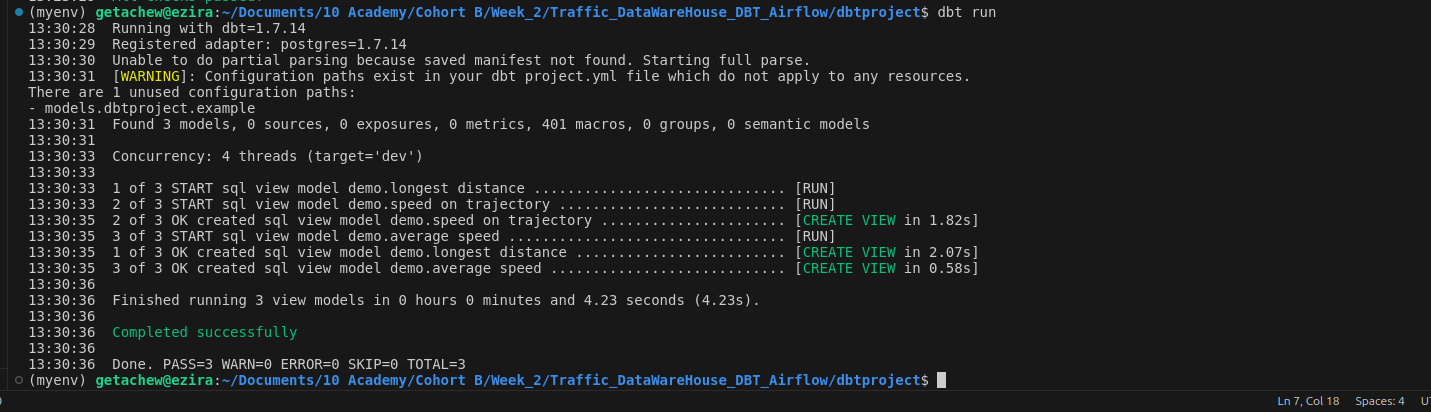 (myenv) getachew@ezira:~/Documents/10 Academy/Cohort B/Week_2/Traffic_DataWareHouse_DBT_Airflow/dbtproject$ dbt run
13:30:28  Running with dbt=1.7.14
13:30:29  Registered adapter: postgres=1.7.14
13:30:30  Unable to do partial parsing because saved manifest not found. Starting full parse.
13:30:31  [WARNING]: Configuration paths exist in your dbt project.yml file which do not apply to any resources.
There are 1 unused configuration paths:
- models.dbtproject.example
13:30:31  Found 3 models, 0 sources, 0 exposures, 0 metrics, 401 macros, 0 groups, 0 semantic models
13:30:31
13:30:33  Concurrency: 4 threads (target='dev')
13:30:33
13:30:33  1 of 3 START sql view model demo.longest distance .............................. [RUN]
13:30:33  2 of 3 START sql view model demo.speed on trajectory ........................... [RUN]
13:30:35  2 of 3 OK created sql view model demo.speed on trajectory ...................... [CREATE VIEW in 1.82s]
13:30:35  3 of 3 START sql view model demo.average speed ................................. [RUN]
13:30:35  1 of 3 OK created sql view model demo.longest distance ......................... [CREATE VIEW in 2.07s]
13:30:35  3 of 3 OK created sql view model demo.average speed ............................ [CREATE VIEW in 0.58s]
13:30:36
13:30:36  Finished running 3 view models in 0 hours 0 minutes and 4.23 seconds (4.23s).
13:30:36
13:30:36  Completed successfully
13:30:36
13:30:36  Done. PASS=3 WARN=0 ERROR=0 SKIP=0 TOTAL=3
(myenv) getachew@ezira:~/Documents/10 Academy/Cohort B/Week_2/Traffic_DataWareHouse_DBT_Airflow/dbtproject$
Ln 7, Col 18  Spaces: 4